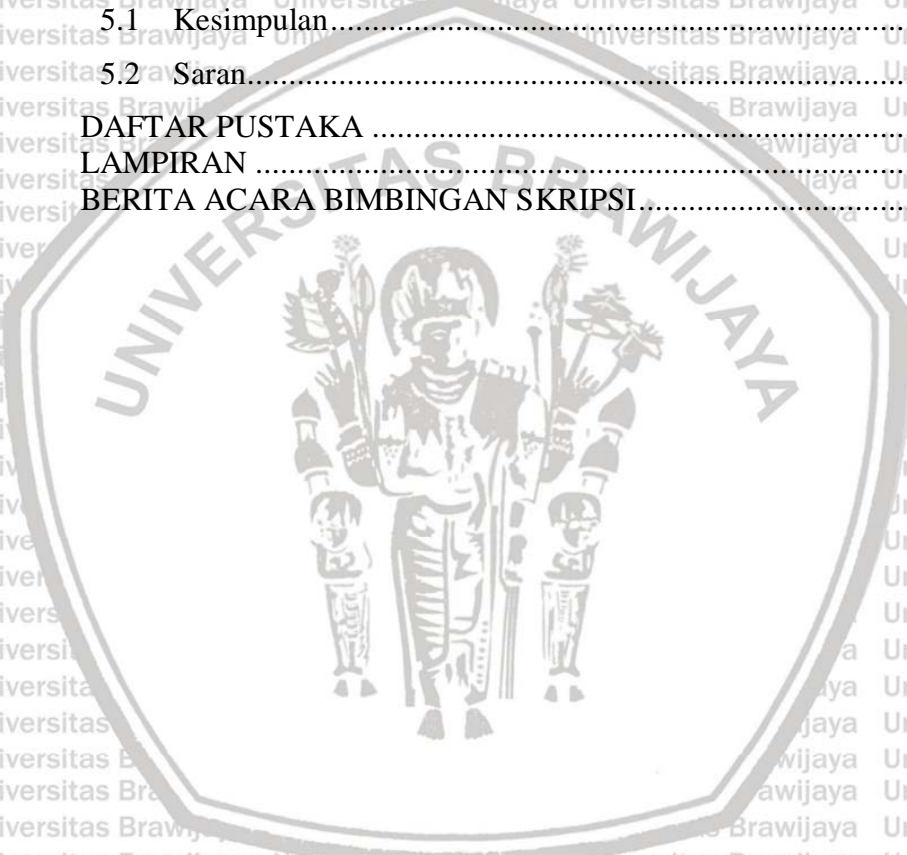 5.1 Kesimpulan................................................................................
5.2 Saran................................................................................
DAFTAR PUSTAKA ................................................................
LAMPIRAN ................................................................................
BERITA ACARA BIMBINGAN SKRIPSI................................
UNIVERSITAS BRAWIJAYA